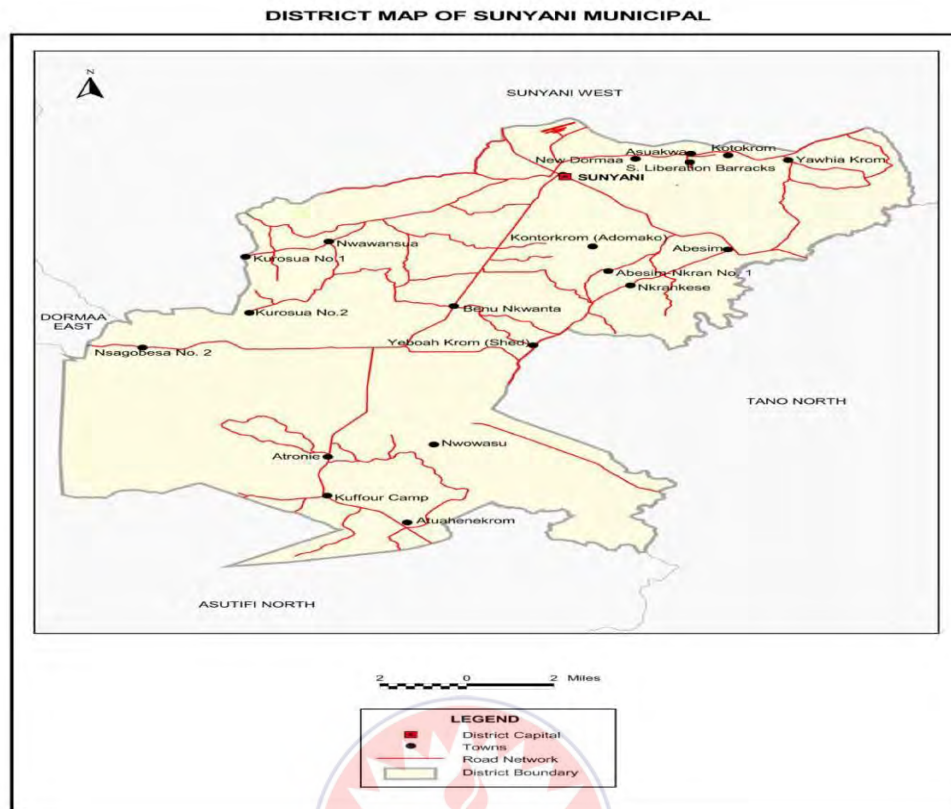 DISTRICT MAP OF SUNYANI MUNICIPAL
N
SUNYANI WEST
Asuakwa
Kotokrom
New Dormaa
Yawhia Krom
S. Liberation Barracks
SUNYANI
Nwawansua
Kontorkrom (Adomako)
Abesim
Kurosua No.1
Abesim-Nkran No. 1
Nkrankese
Kurosua No.2
Benu Nkwanta
DORMAA
EAST
Yeboah Krom (Shed)
Nsagobesa No. 2
TANO NORTH
Nwowasu
Atronie
Kuffour Camp
Atuahenekrom
ASUTIFI NORTH
2 0 2 Miles
LEGEND
District Capital
Towns
Road Network
District Boundary